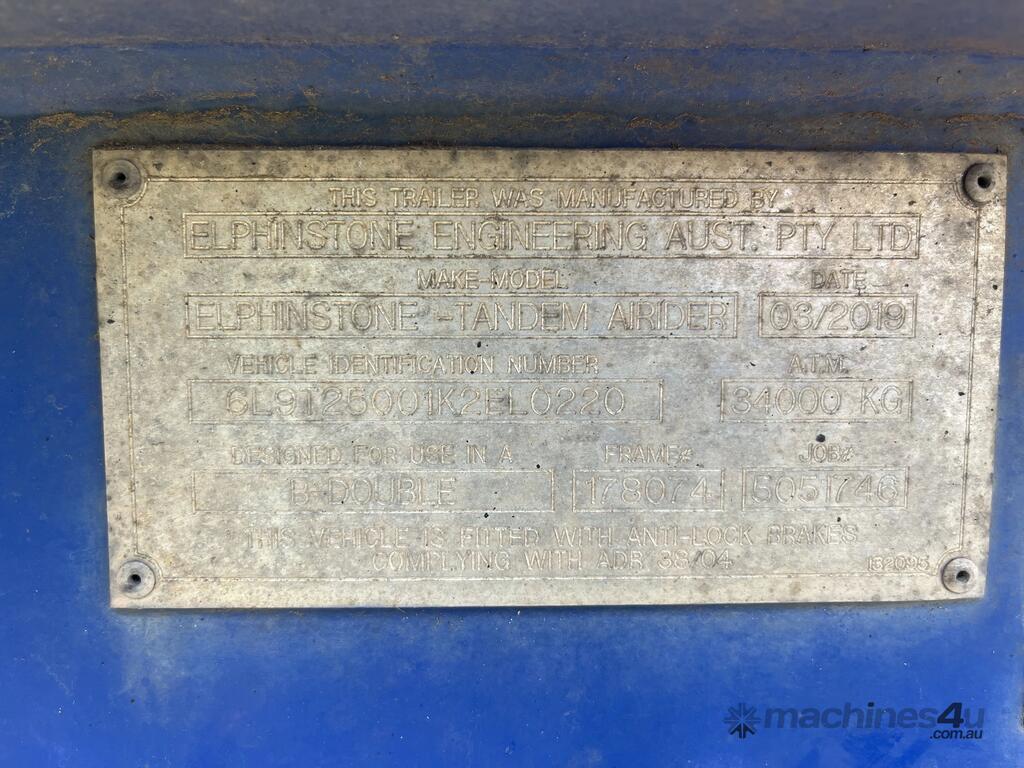 THIS TRAILER WAS MANUFACTURED BY
ELPHINSTONE ENGINEERING AUST. PTY LTD
MAKE-MODEL DATE
ELPHINSTONE -TANDEM AIRIDER 03/2019
VEHICLE IDENTIFICATION NUMBER A.T.M.
6L9T25001K2EL0220 34000 KG
DESIGNED FOR USE IN A FRAME# JOB#
B-DOUBLE 178074 5051746
THIS VEHICLE IS FITTED WITH ANTI-LOCK BRAKES
COMPLYING WITH ADR 38/04 132095
machines4u
.com.au